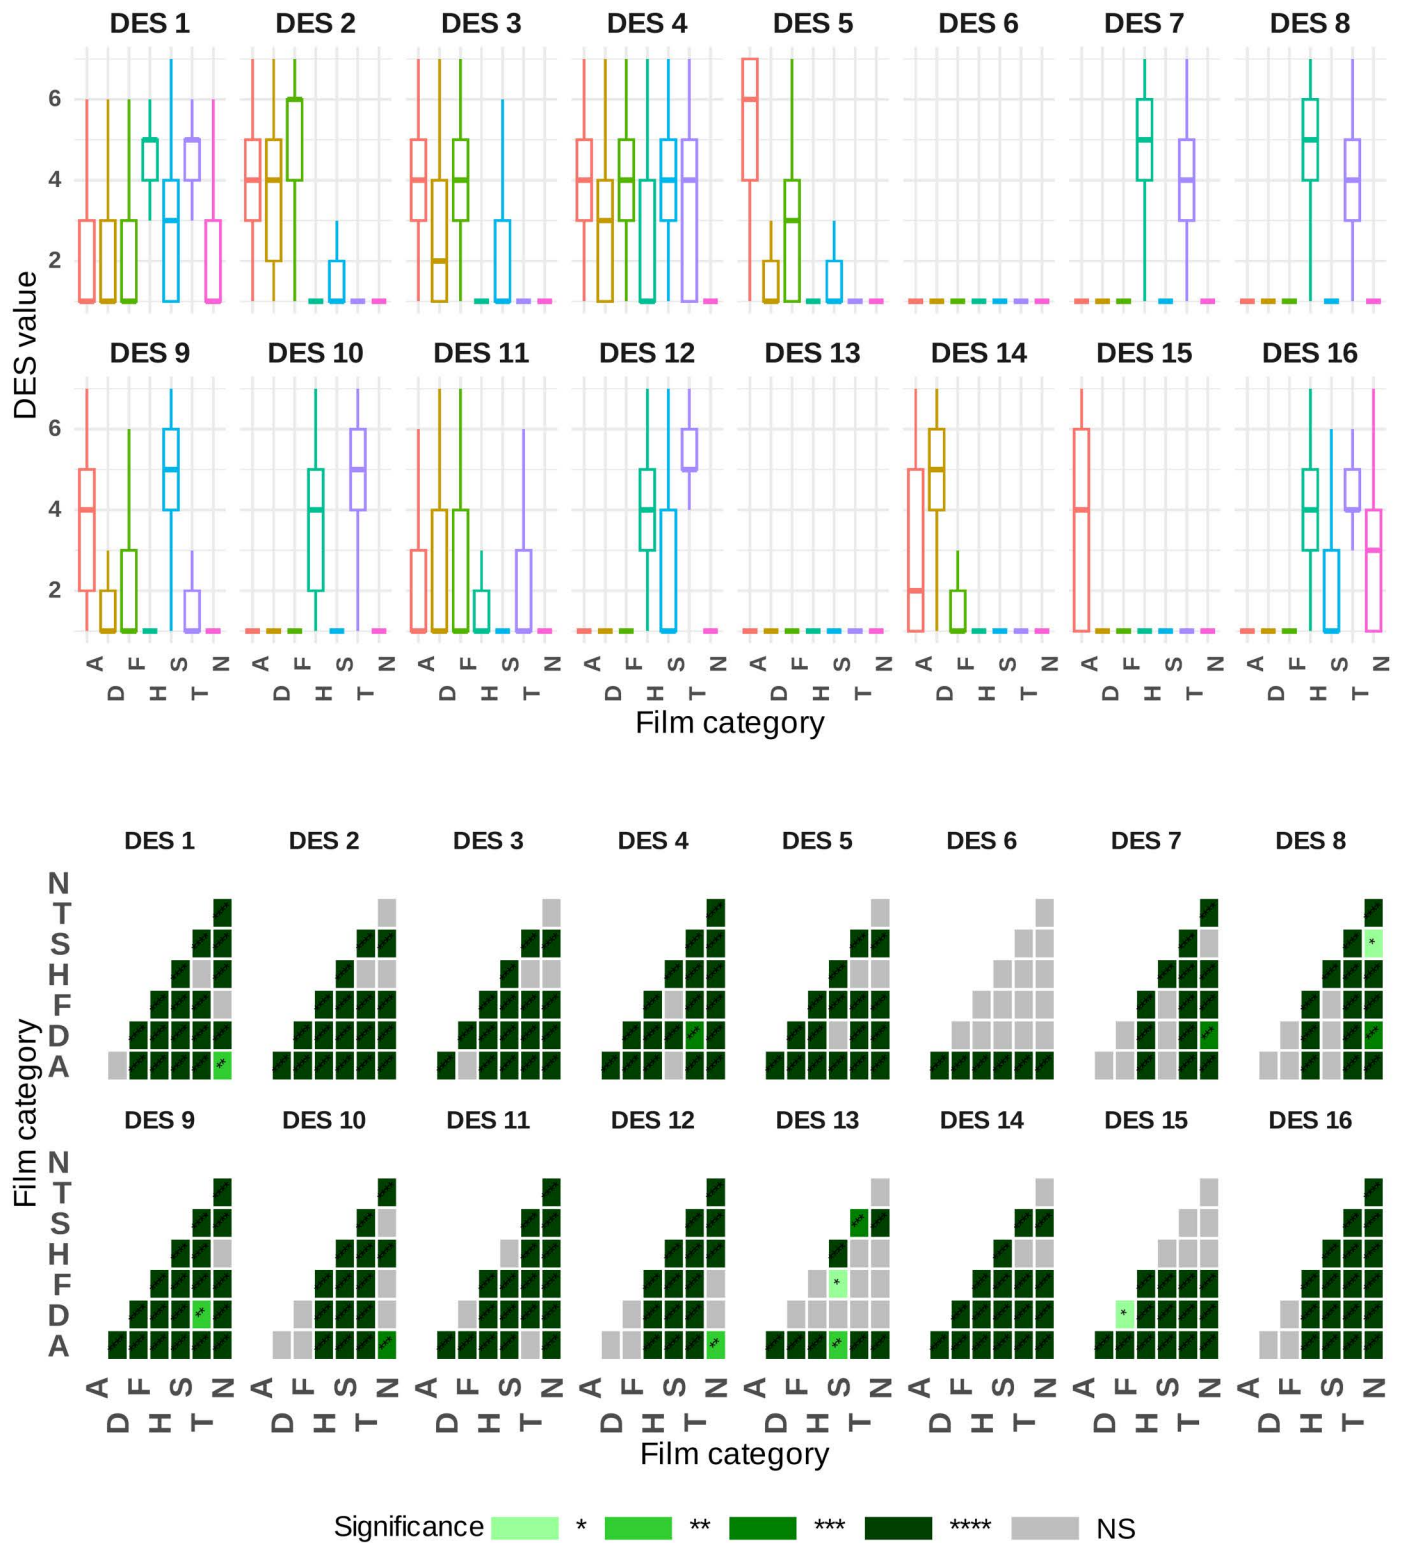 DES 1 DES 2 DES 3 DES 4 DES 5 DES 6 DES 7 DES 8
6
4
2
DES value
DES 9 DES 10 DES 11 DES 12 DES 13 DES 14 DES 15 DES 16
6
4
2
A D F H S T N A D F H S T N A D F H S T N A D F H S T N A D F H S T N A D F H S T N A D F H S T N A D F H S T N
Film category
DES 1 DES 2 DES 3 DES 4 DES 5 DES 6 DES 7 DES 8
N
T
S
H
F
D
A
**
***
***
*
***
Film category
DES 9 DES 10 DES 11 DES 12 DES 13 DES 14 DES 15 DES 16
N
T
S
H
F
D
A
**
***
**
***
*
**
*
A D F H S T N A D F H S T N A D F H S T N A D F H S T N A D F H S T N A D F H S T N A D F H S T N A D F H S T N
Film category
Significance * ** *** **** NS